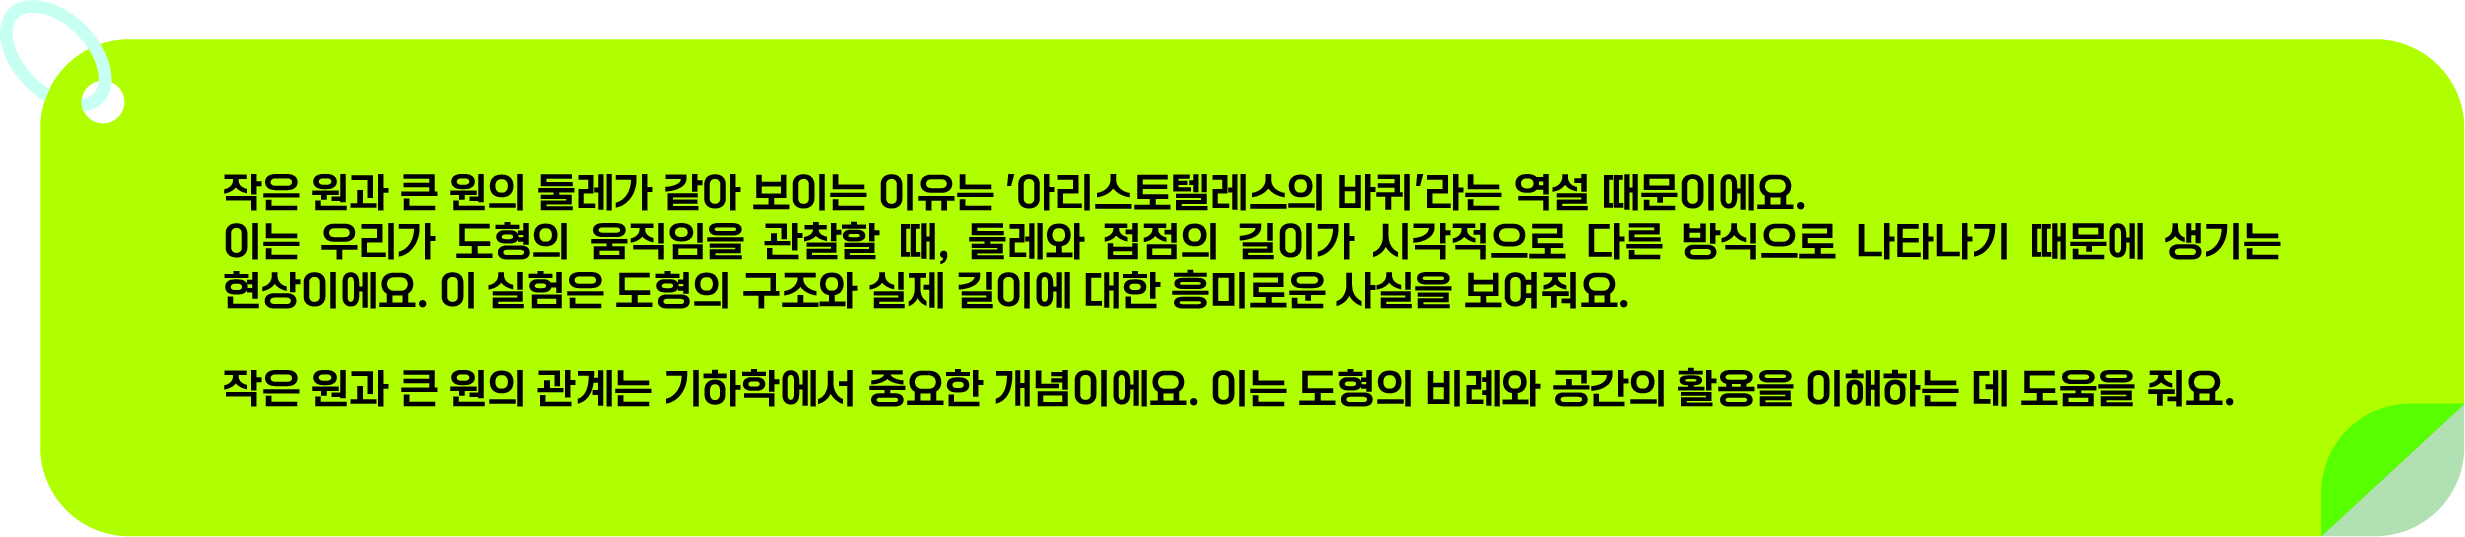 작은 원과 큰 원의 둘레가 같아 보이는 이유는 '아리스토텔레스의 바퀴'라는 역설 때문이에요.
이는 우리가 도형의 움직임을 관찰할 때, 둘레와 접점의 길이가 시각적으로 다른 방식으로 나타나기 때문에 생기는
현상이에요. 이 실험은 도형의 구조와 실제 길이에 대한 흥미로운 사실을 보여줘요.
작은 원과 큰 원의 관계는 기하학에서 중요한 개념이에요. 이는 도형의 비례와 공간의 활용을 이해하는 데 도움을 줘요.